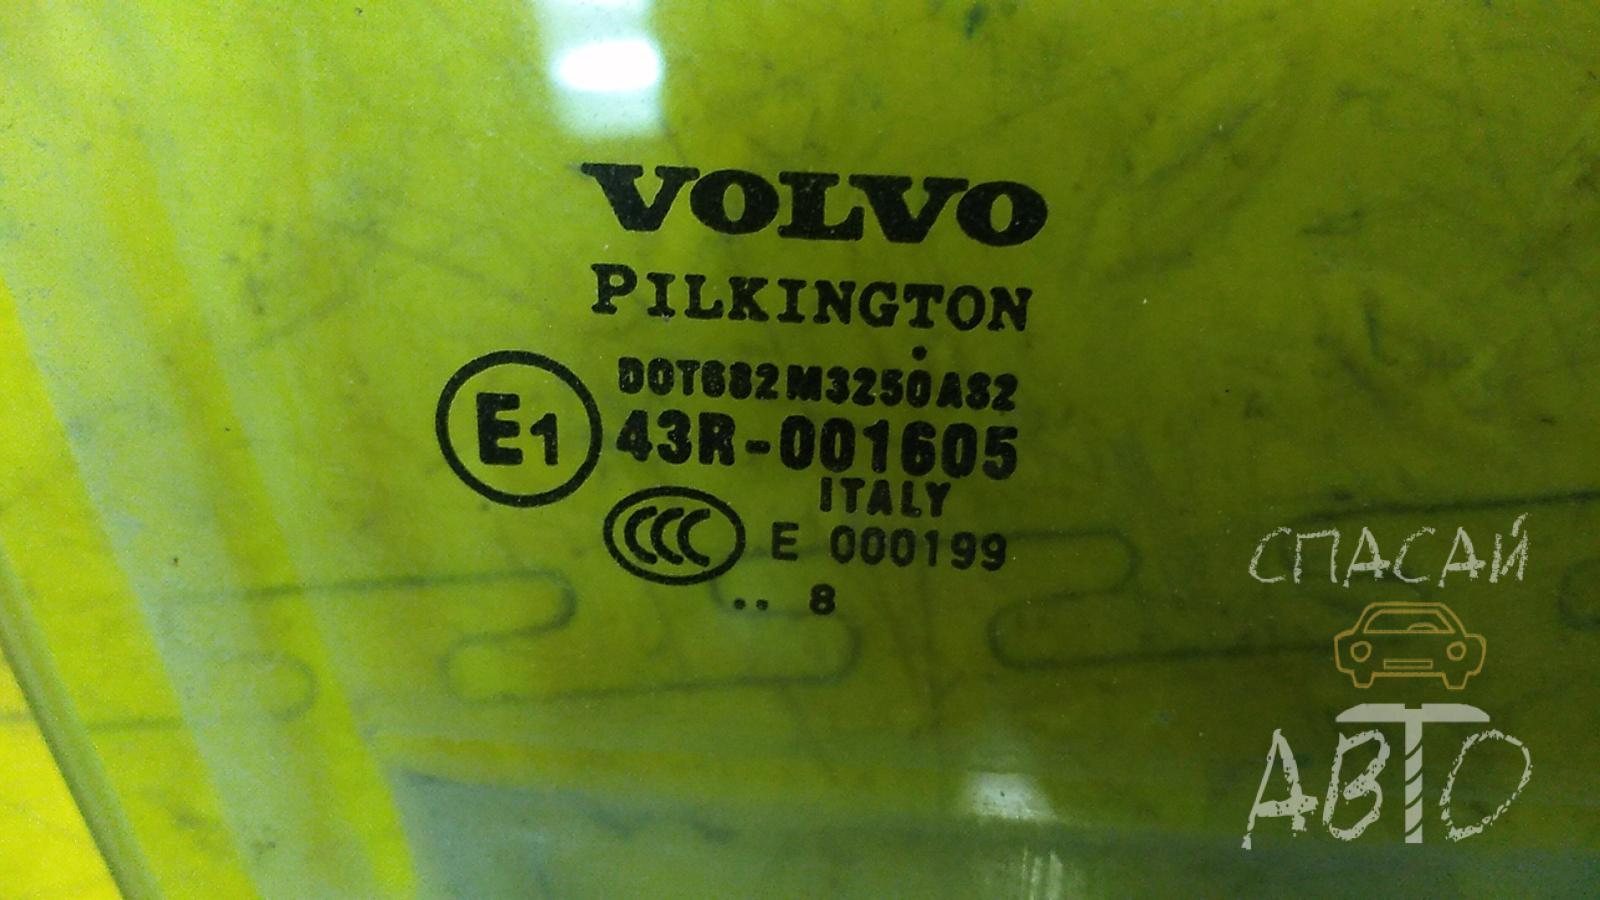 VOLVO
PILKINGTON
.
DOT682M3250AS2
E1 43R-001605
ITALY
CCC E 000199
.. 8
СПАСАЙ
АВТО